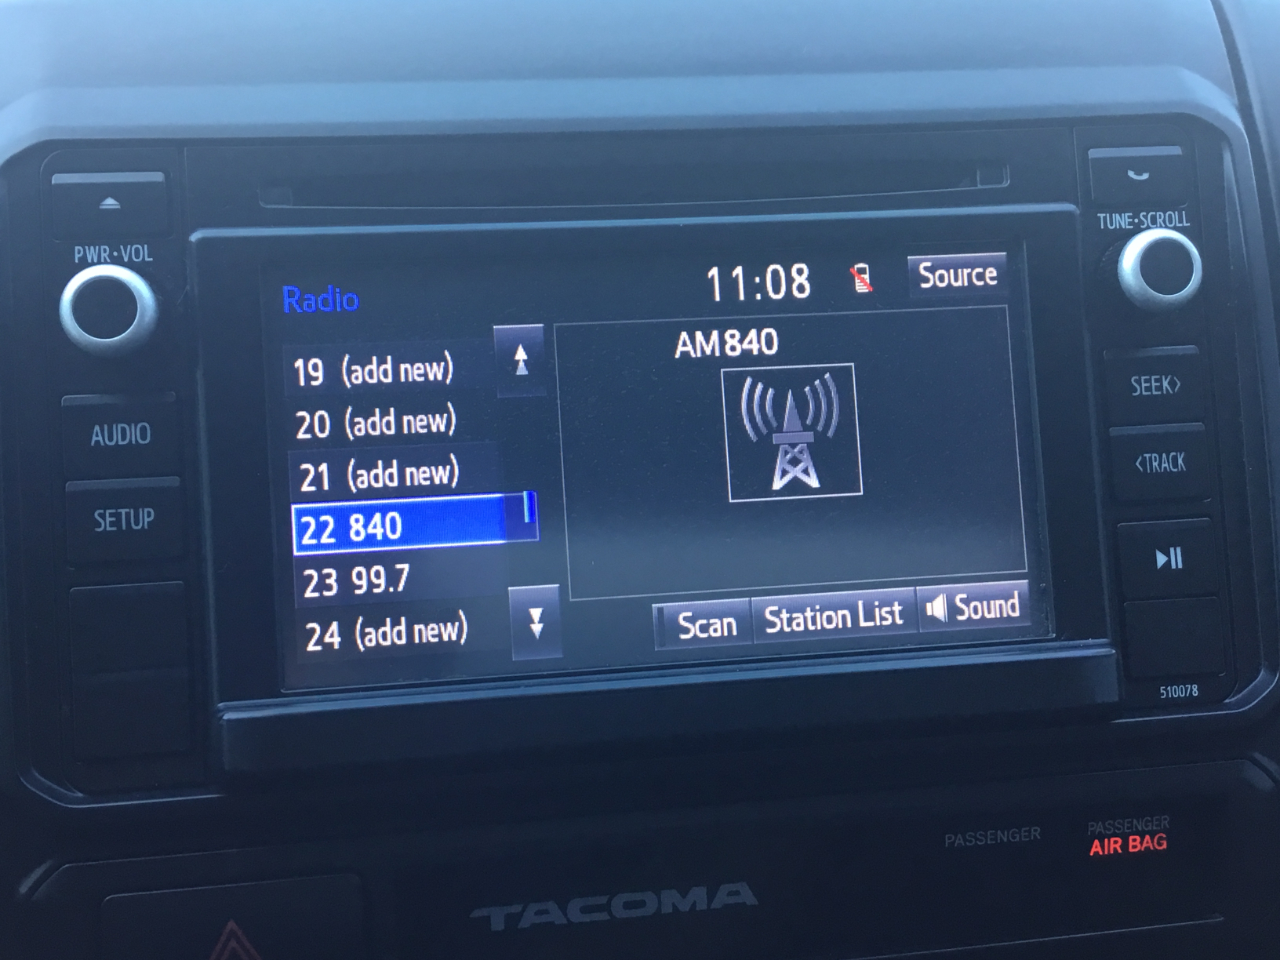 PWR•VOL
TUNE•SCROLL
Radio
11:08
Source
19 (add new)
20 (add new)
21 (add new)
22 840
23 99.7
24 (add new)
AM840
Scan
Station List
Sound
AUDIO
SETUP
SEEK>
<TRACK
510078
PASSENGER
PASSENGER
AIR BAG
TACOMA